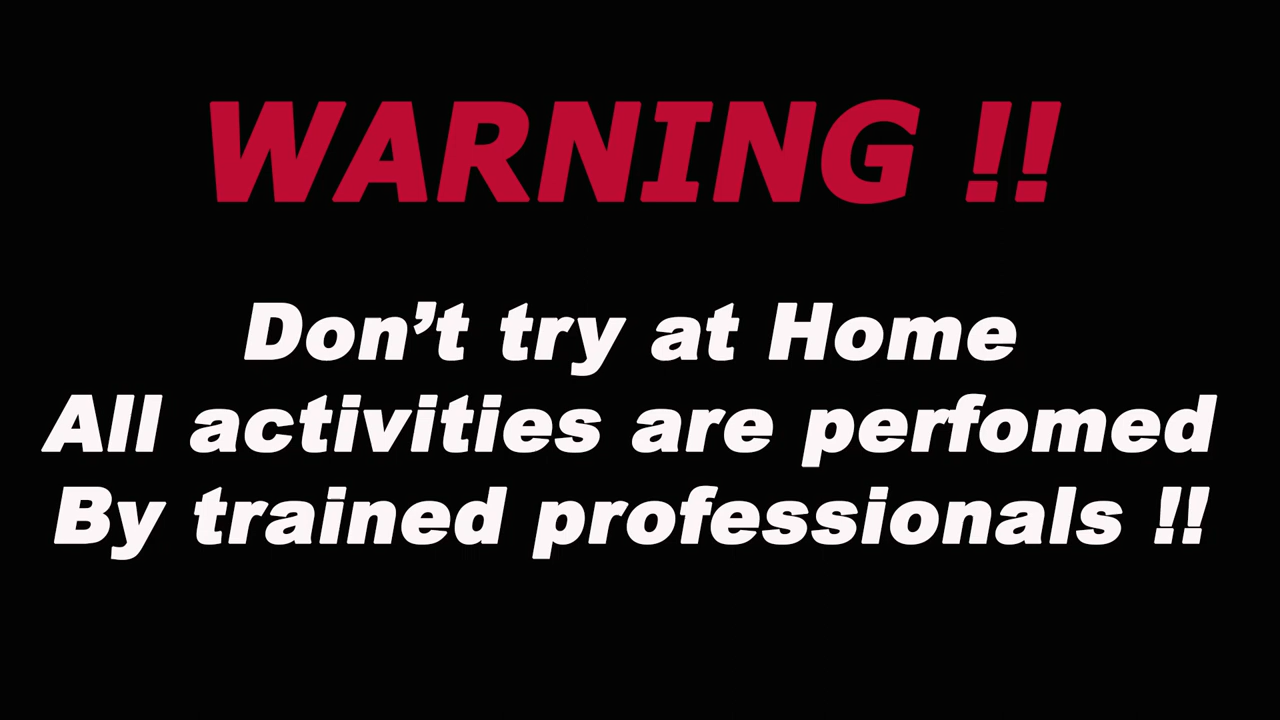 WARNING !!
Don’t try at Home
All activities are perfomed
By trained professionals !!